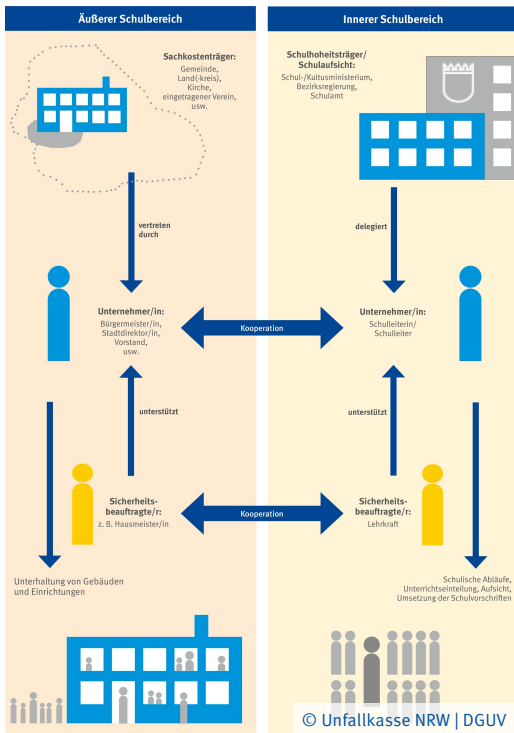 Äußerer Schulbereich
Sachkostenträger:
Gemeinde,
Land(-kreis),
Kirche,
eingetragener Verein,
usw.
vertreten
durch
Unternehmer/in:
Bürgermeister/in,
Stadtdirektor/in,
Vorstand,
usw.
unterstützt
Sicherheits-
beauftragte/r:
z. B. Hausmeister/in
Unterhaltung von Gebäuden
und Einrichtungen
Kooperation
Kooperation
Innerer Schulbereich
Schulhoheitsträger/
Schulaufsicht:
Schul-/Kultusministerium,
Bezirksregierung,
Schulamt
delegiert
Unternehmer/in:
Schulleiterin/
Schulleiter
unterstützt
Sicherheits-
beauftragte/r:
Lehrkraft
Schulische Abläufe,
Unterrichtseinteilung, Aufsicht,
Umsetzung der Schulvorschriften
© Unfallkasse NRW | DGUV